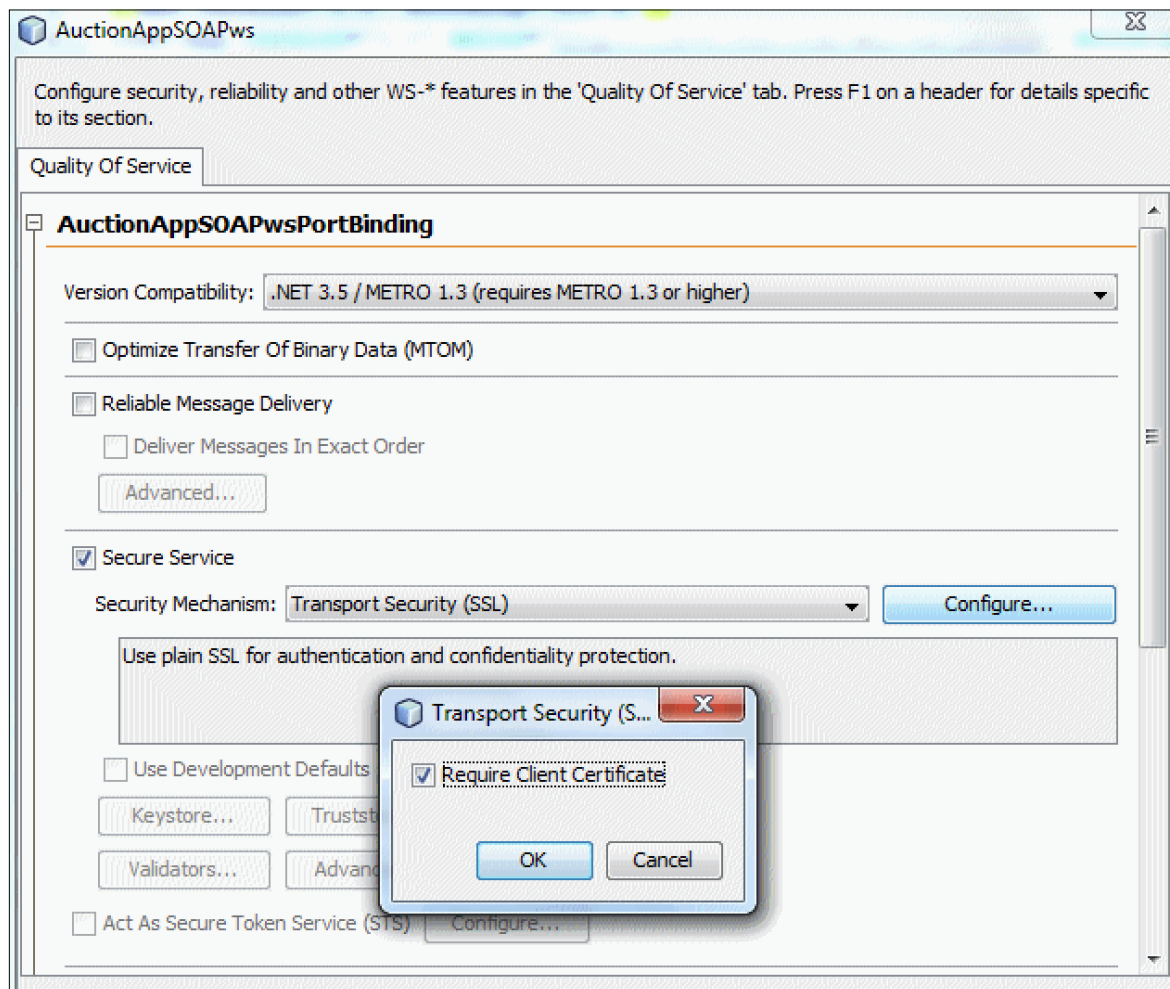 AuctionAppSOAPws
Configure security, reliability and other WS-* features in the 'Quality Of Service' tab. Press F1 on a header for details specific
to its section.
Quality Of Service
AuctionAppSOAPwsPortBinding
Version Compatibility: .NET 3.5 / METRO 1.3 (requires METRO 1.3 or higher)
Optimize Transfer Of Binary Data (MTOM)
Reliable Message Delivery
Deliver Messages In Exact Order
Advanced...
Secure Service
Security Mechanism: Transport Security (SSL) Configure...
Use plain SSL for authentication and confidentiality protection.
Transport Security (S...
Require Client Certificate
OK Cancel
Use Development Defaults
Keystore... Trustst
Validators... Advanc
Act As Secure Token Service (STS) Configure...